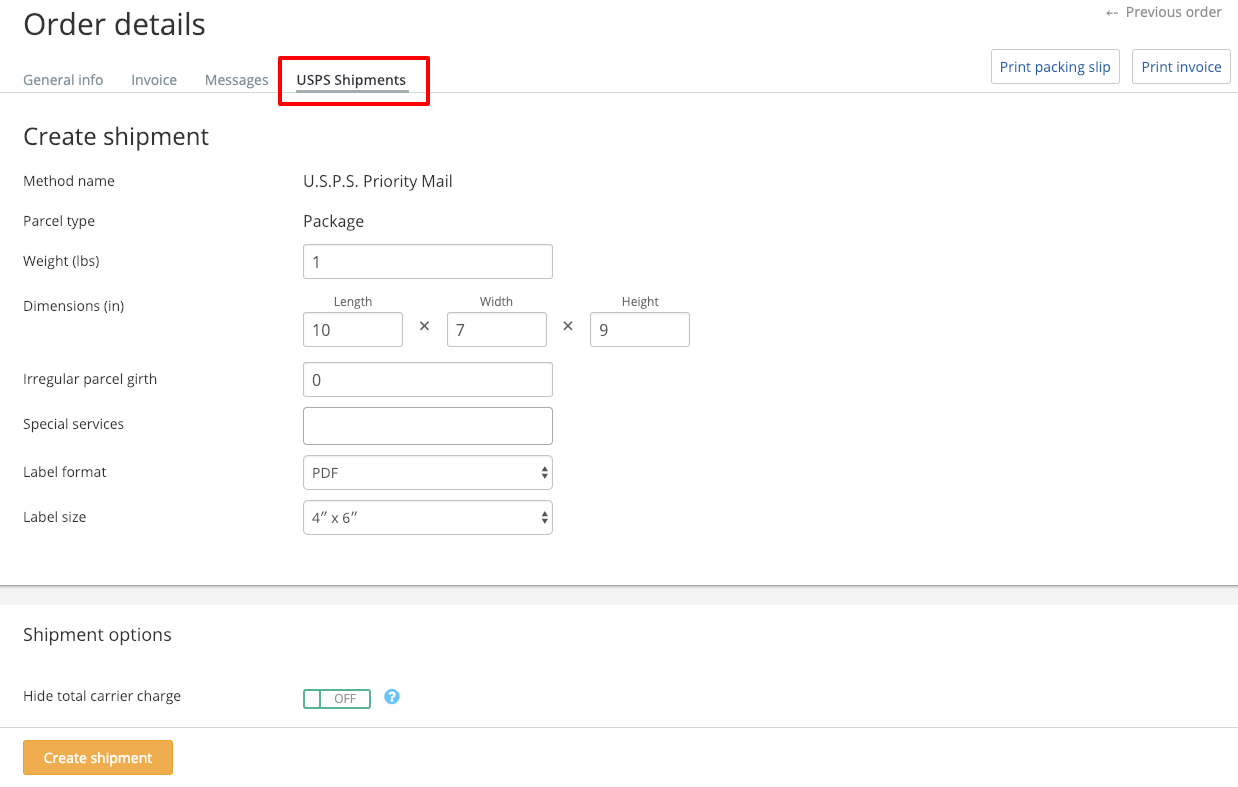 Order details
←- Previous order
General info Invoice Messages USPS Shipments
Print packing slip Print invoice
Create shipment
Method name U.S.P.S. Priority Mail
Parcel type Package
Weight (lbs) 1
Dimensions (in) Length Width Height
10 × 7 × 9
Irregular parcel girth 0
Special services
Label format PDF
Label size 4″ x 6″
Shipment options
Hide total carrier charge OFF ?
Create shipment